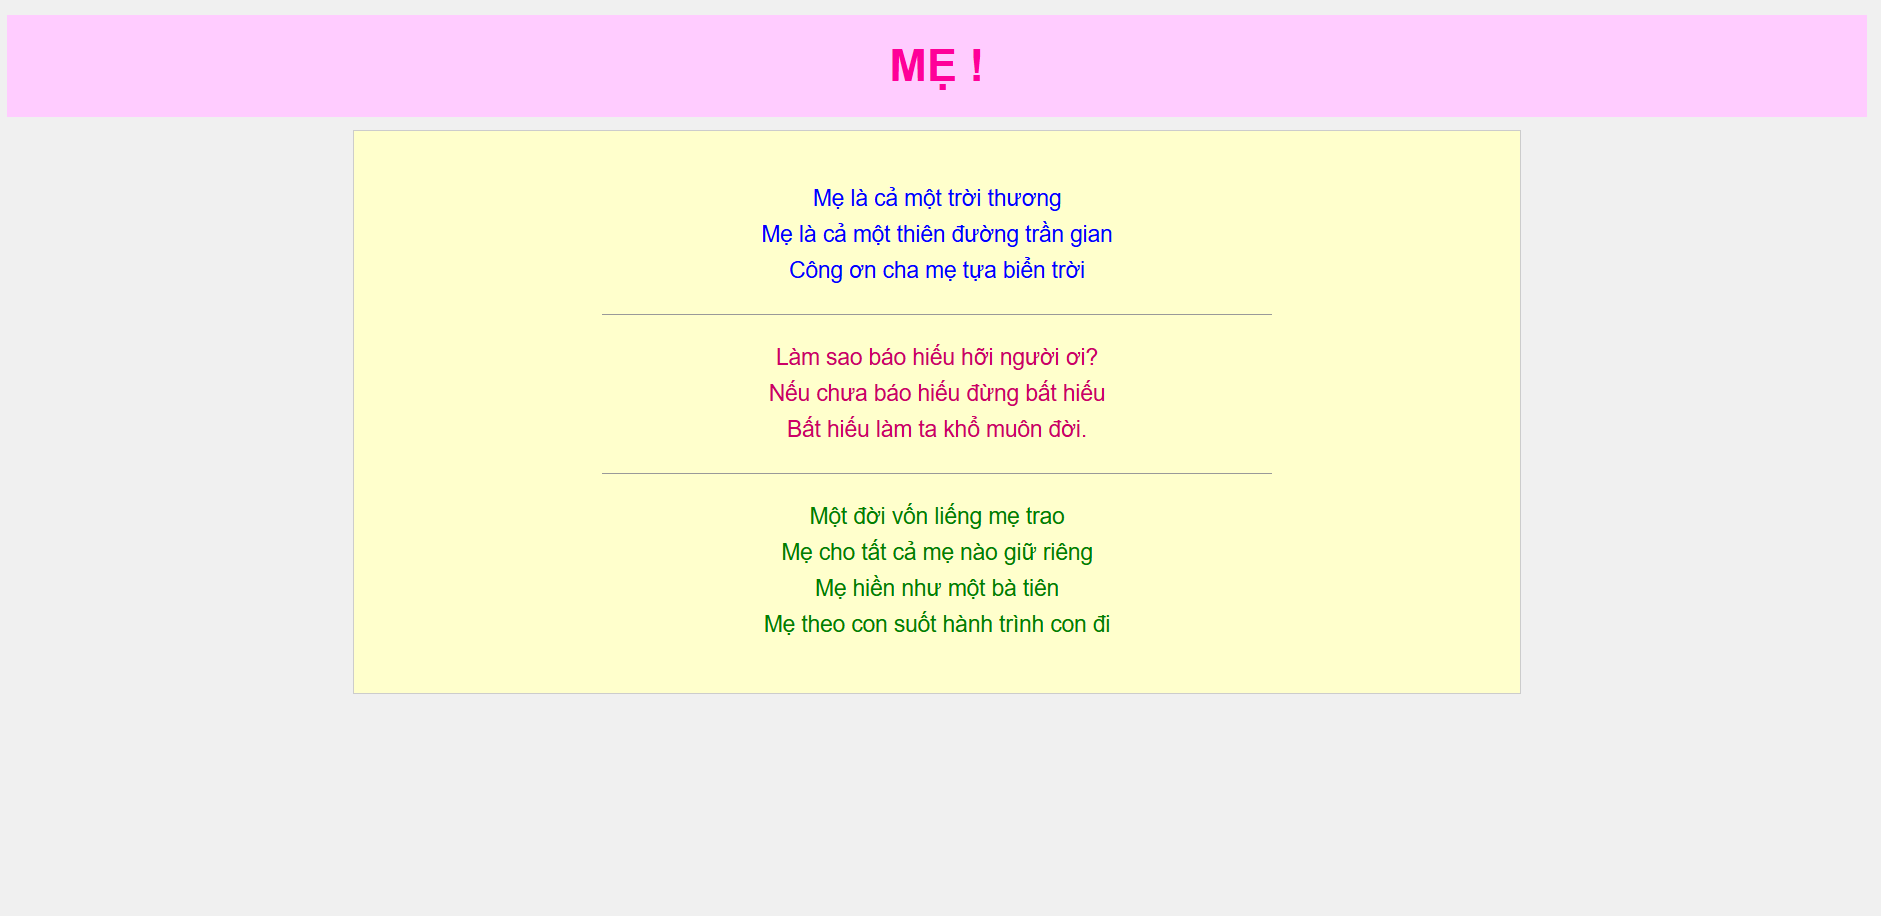 MẸ !
Mẹ là cả một trời thương
Mẹ là cả một thiên đường trần gian
Công ơn cha mẹ tựa biển trời
Làm sao báo hiếu hỡi người ơi?
Nếu chưa báo hiếu đừng bất hiếu
Bất hiếu làm ta khổ muôn đời.
Một đời vốn liếng mẹ trao
Mẹ cho tất cả mẹ nào giữ riêng
Mẹ hiền như một bà tiên
Mẹ theo con suốt hành trình con đi